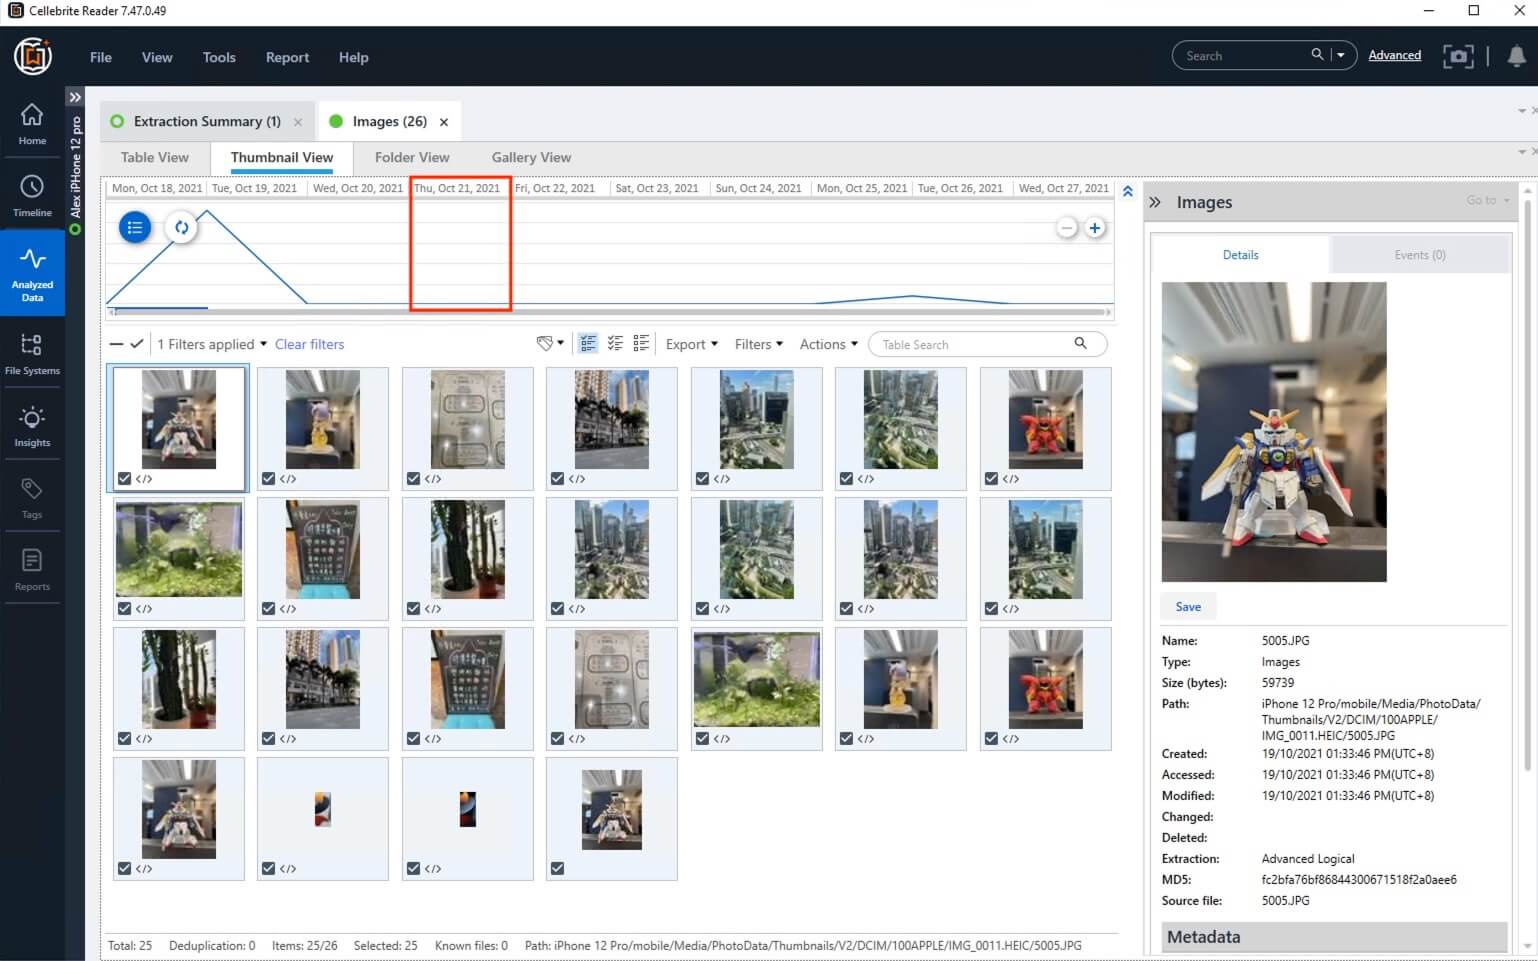 Cellebrite Reader 7.47.0.49
File View Tools Report Help
Search
Advanced
Home
Timeline
Analyzed
Data
File Systems
Insights
Tags
Reports
Alex iPHone 12 pro
Extraction Summary (1)
Images (26)
Table View Thumbnail View Folder View Gallery View
Mon, Oct 18, 2021 Tue, Oct 19, 2021 Wed, Oct 20, 2021 Thu, Oct 21, 2021 Fri, Oct 22, 2021 Sat, Oct 23, 2021 Sun, Oct 24, 2021 Mon, Oct 25, 2021 Tue, Oct 26, 2021 Wed, Oct 27, 2021
1 Filters applied Clear filters Export Filters Actions Table Search
Total: 25 Deduplication: 0 Items: 25/26 Selected: 25 Known files: 0 Path: iPhone 12 Pro/mobile/Media/PhotoData/Thumbnails/V2/DCIM/100APPLE/IMG_0011.HEIC/5005.JPG
Images Go to
Details Events (0)
Save
Name: 5005.JPG
Type: Images
Size (bytes): 59739
Path: iPhone 12 Pro/mobile/Media/PhotoData/
Thumbnails/V2/DCIM/100APPLE/
IMG_0011.HEIC/5005.JPG
Created: 19/10/2021 01:33:46 PM(UTC+8)
Accessed: 19/10/2021 01:33:46 PM(UTC+8)
Modified: 19/10/2021 01:33:46 PM(UTC+8)
Changed:
Deleted:
Extraction: Advanced Logical
MD5: fc2bfa76bf86844300671518f2a0aee6
Source file: 5005.JPG
Metadata